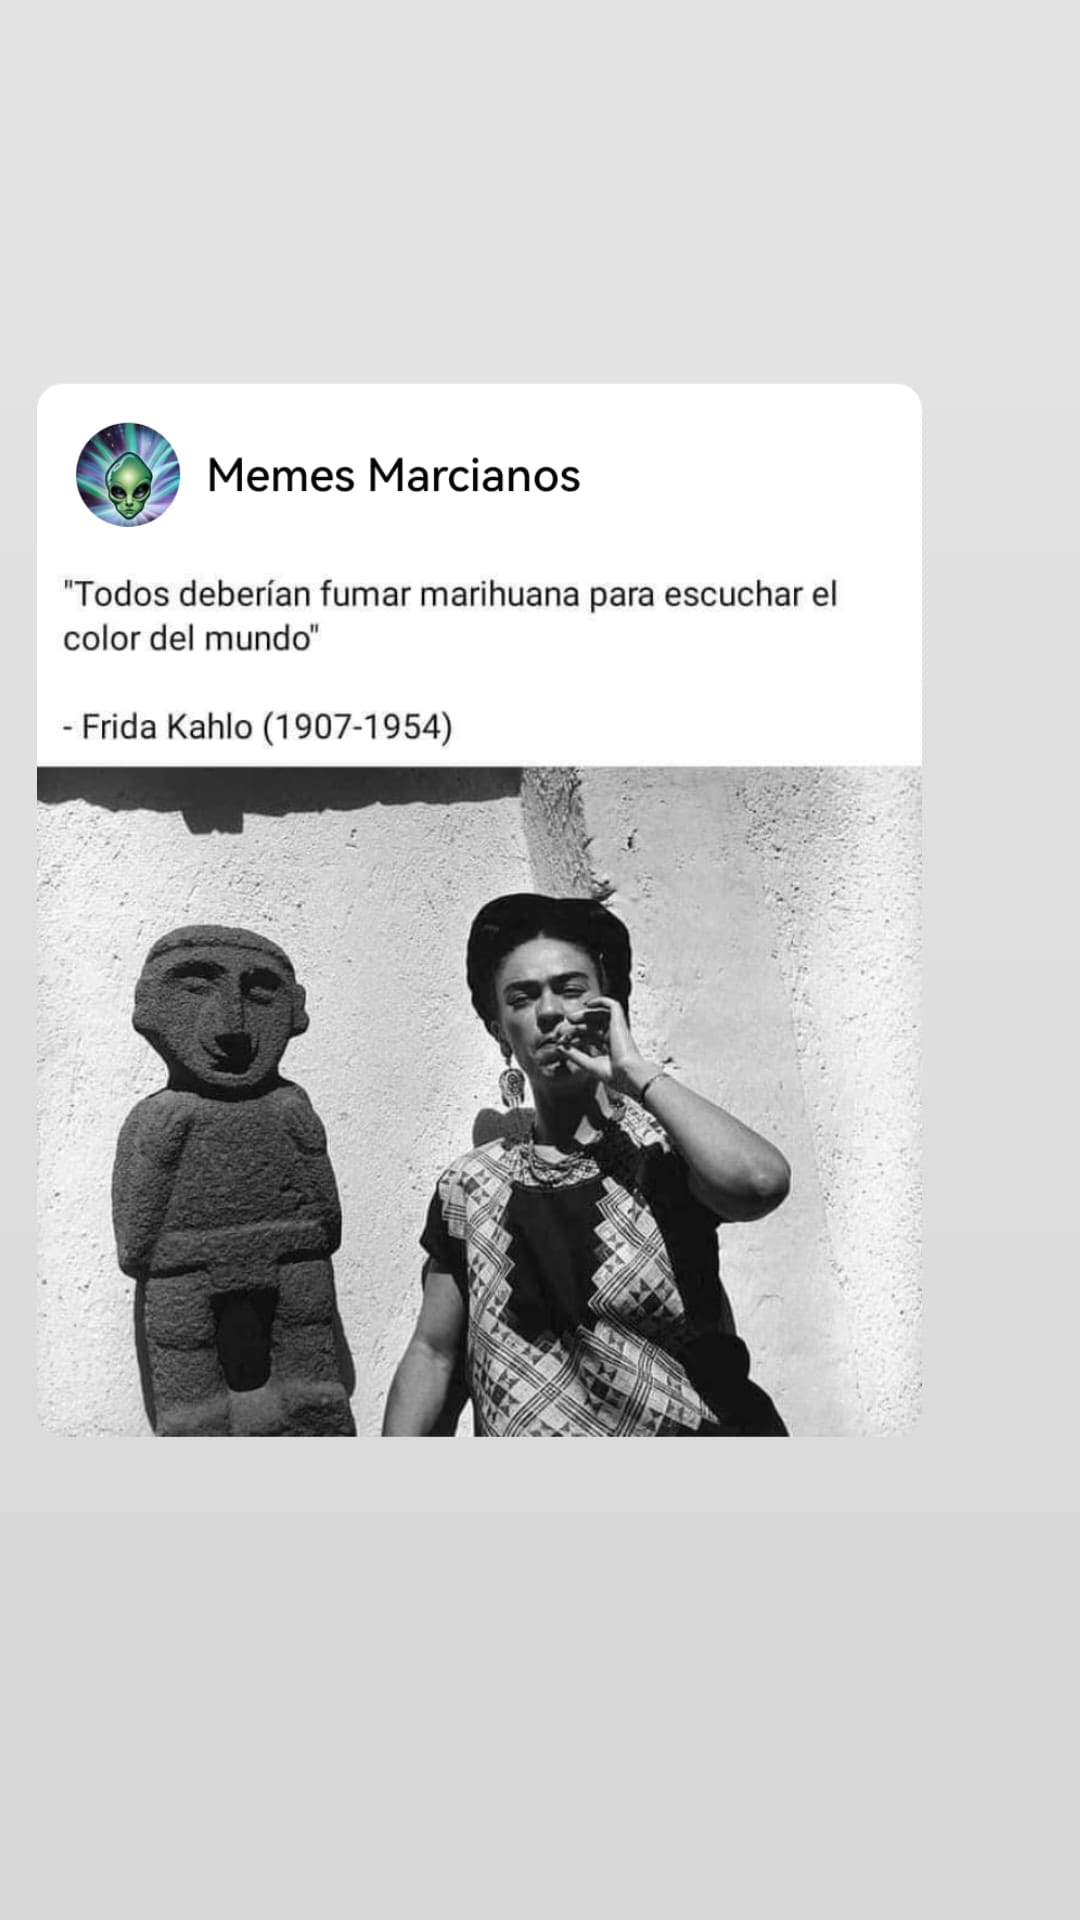 Memes Marcianos
"Todos deberían fumar marihuana para escuchar el
color del mundo"
- Frida Kahlo (1907-1954)